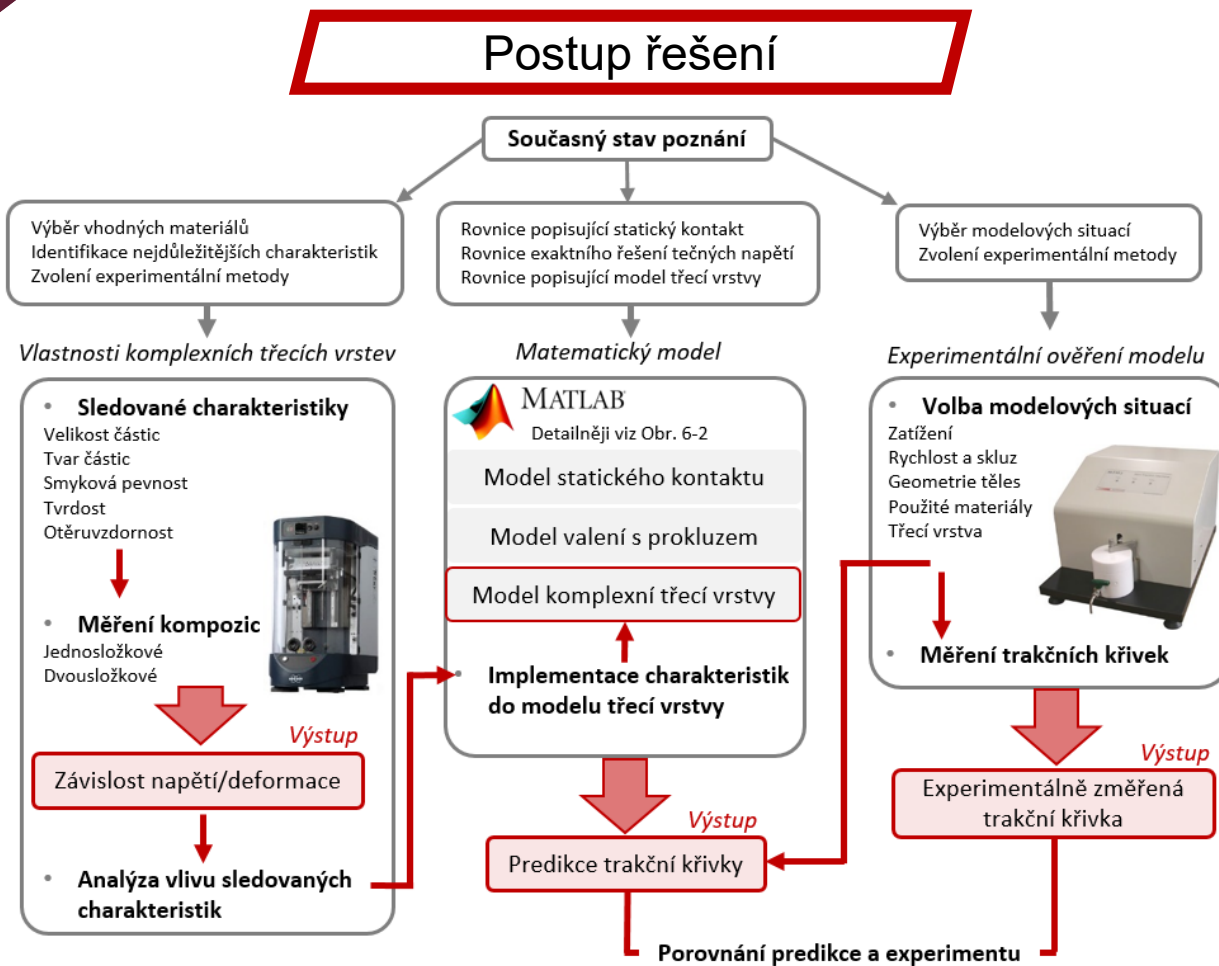 Postup řešení
Současný stav poznání
Výběr vhodných materiálů
Identifikace nejdůležitějších charakteristik
Zvolení experimentální metody
Rovnice popisující statický kontakt
Rovnice exaktního řešení tečných napětí
Rovnice popisující model třecí vrstvy
Výběr modelových situací
Zvolení experimentální metody
Vlastnosti komplexních třecích vrstev
• Sledované charakteristiky
Velikost částic
Tvar částic
Smyková pevnost
Tvrdost
Otěruvzdornost
• Měření kompozic
Jednosložkové
Dvousložkové
Výstup
Závislost napětí/deformace
• Analýza vlivu sledovaných
charakteristik
Matematický model
MATLAB
Detailněji viz Obr. 6-2
Model statického kontaktu
Model valení s prokluzem
Model komplexní třecí vrstvy
• Implementace charakteristik
do modelu třecí vrstvy
Výstup
Predikce trakční křivky
Experimentální ověření modelu
• Volba modelových situací
Zatížení
Rychlost a skluz
Geometrie těles
Použité materiály
Třecí vrstva
• Měření trakčních křivek
Výstup
Experimentálně změřená
trakční křivka
Porovnání predikce a experimentu